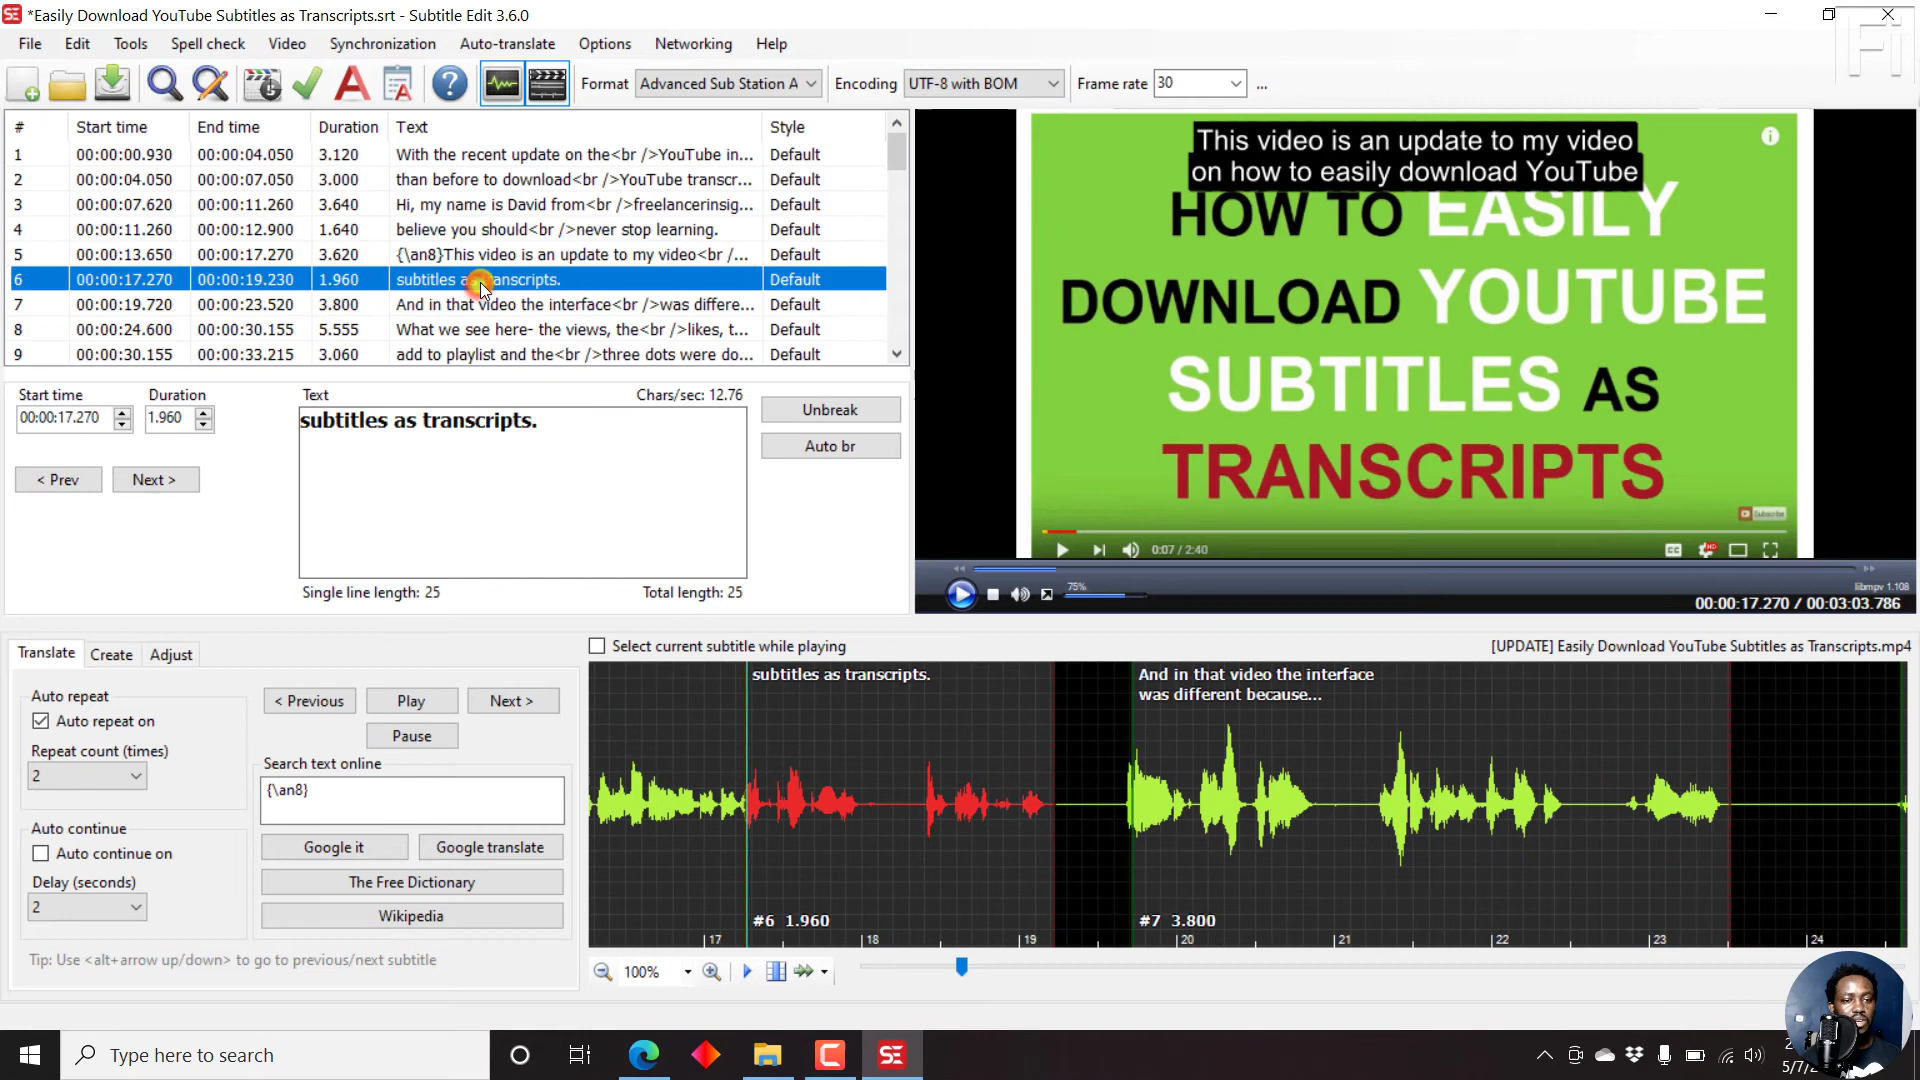 *Easily Download YouTube Subtitles as Transcripts.srt - Subtitle Edit 3.6.0
File Edit Tools Spell check Video Synchronization Auto-translate Options Networking Help
Format Advanced Sub Station A Encoding UTF-8 with BOM Frame rate 30 ...
# Start time End time Duration Text Style
1 00:00:00.930 00:00:04.050 3.120 With the recent update on the<br />YouTube in... Default
2 00:00:04.050 00:00:07.050 3.000 than before to download<br />YouTube transcr... Default
3 00:00:07.620 00:00:11.260 3.640 Hi, my name is David from<br />freelancerinsig... Default
4 00:00:11.260 00:00:12.900 1.640 believe you should<br />never stop learning. Default
5 00:00:13.650 00:00:17.270 3.620 {\an8}This video is an update to my video<br /... Default
6 00:00:17.270 00:00:19.230 1.960 subtitles as transcripts. Default
7 00:00:19.720 00:00:23.520 3.800 And in that video the interface<br />was differe... Default
8 00:00:24.600 00:00:30.155 5.555 What we see here- the views, the<br />likes, t... Default
9 00:00:30.155 00:00:33.215 3.060 add to playlist and the<br />three dots were do... Default
Start time Duration Text Chars/sec: 12.76
00:00:17.270 1.960
subtitles as transcripts.
Unbreak
Auto br
< Prev Next >
Single line length: 25 Total length: 25
This video is an update to my video
on how to easily download YouTube
HOW TO EASILY
DOWNLOAD YOUTUBE
SUBTITLES AS
TRANSCRIPTS
Subscribe
0:07 / 2:40
CC HD
75%
libmpv 1.108
00:00:17.270 / 00:03:03.786
Translate Create Adjust
Auto repeat
Auto repeat on
Repeat count (times)
2
Auto continue
Auto continue on
Delay (seconds)
2
< Previous Play Next >
Pause
Search text online
{\an8}
Google it Google translate
The Free Dictionary
Wikipedia
Tip: Use <alt+arrow up/down> to go to previous/next subtitle
Select current subtitle while playing
[UPDATE] Easily Download YouTube Subtitles as Transcripts.mp4
subtitles as transcripts.
And in that video the interface
was different because...
#6 1.960
#7 3.800
17 18 19 20 21 22 23 24
100%
Type here to search
SE
5/7/2